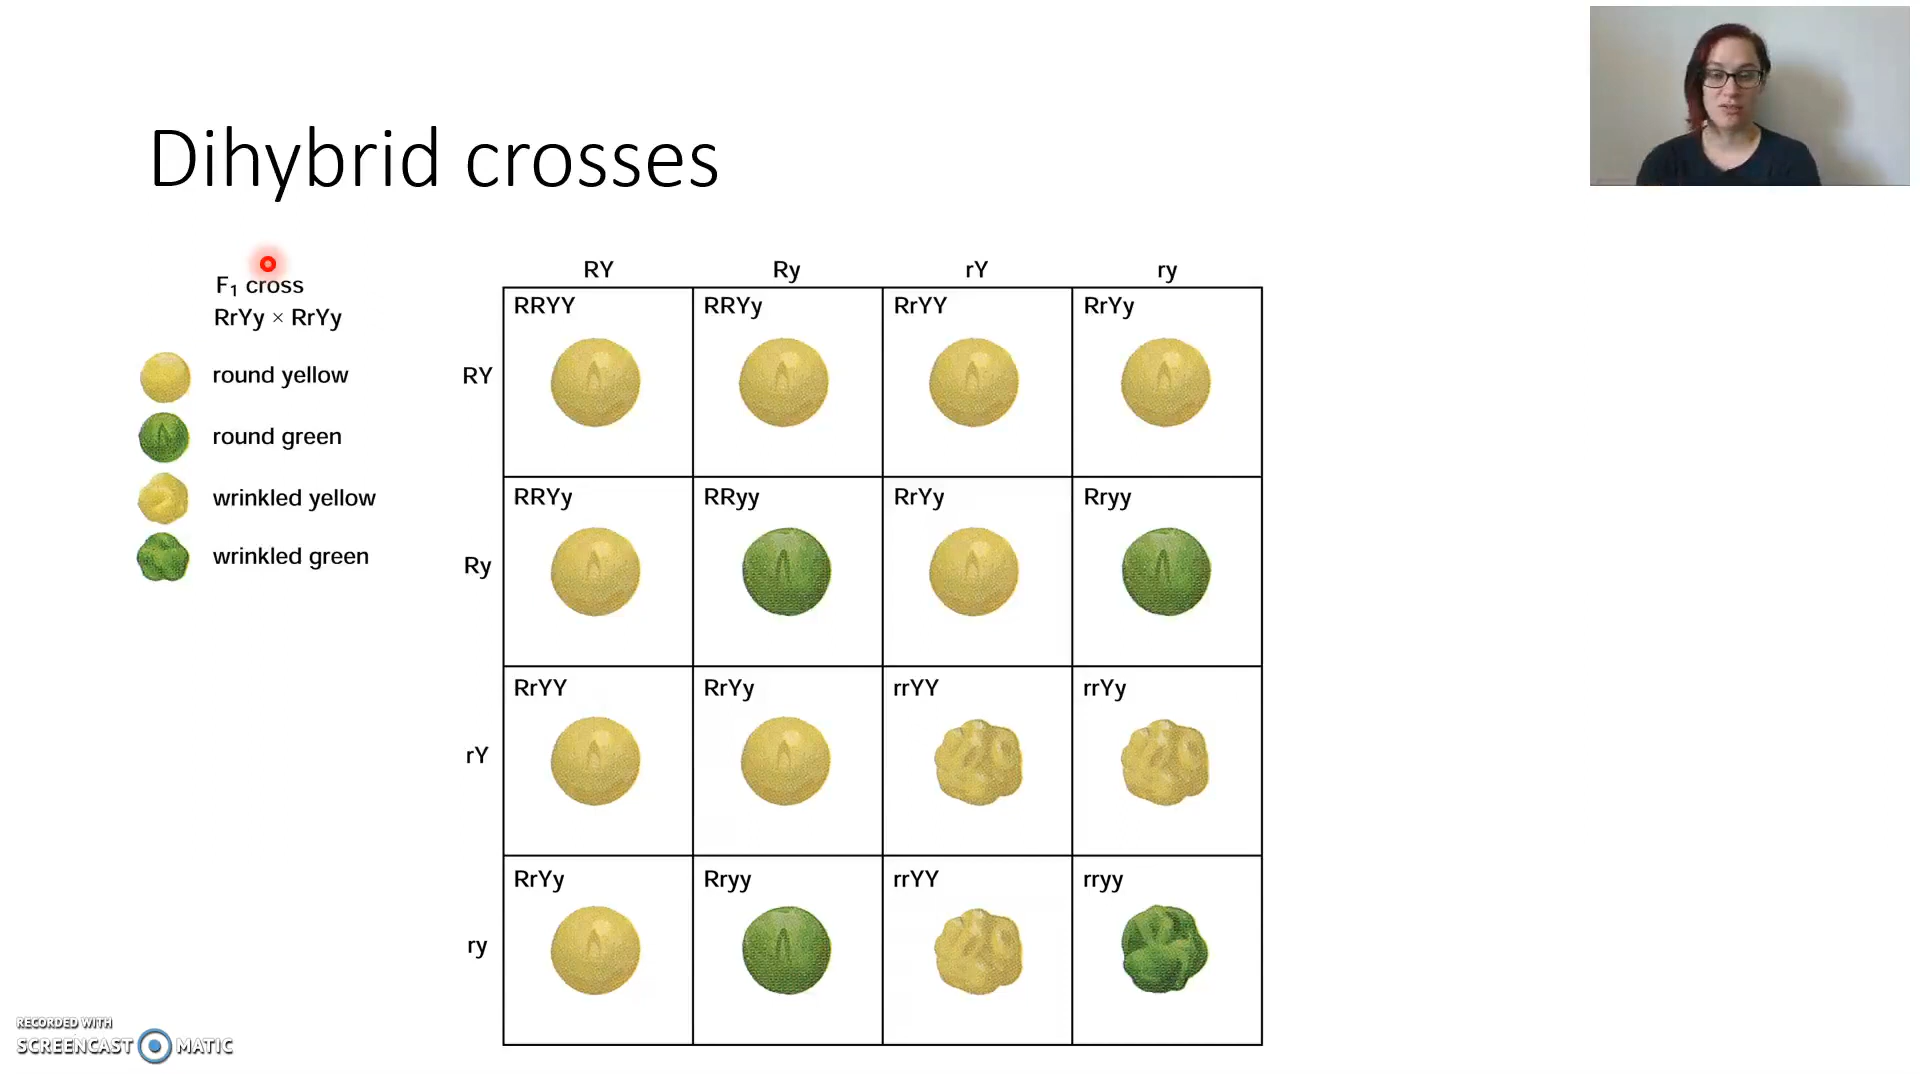 Dihybrid crosses
F₁ cross
RrYy × RrYy
round yellow
round green
wrinkled yellow
wrinkled green
RY Ry rY ry
RY RRYY RRYy RrYY RrYy
Ry RRYy RRyy RrYy Rryy
rY RrYY RrYy rrYY rrYy
ry RrYy Rryy rrYY rryy
RECORDED WITH
SCREENCAST MATIC